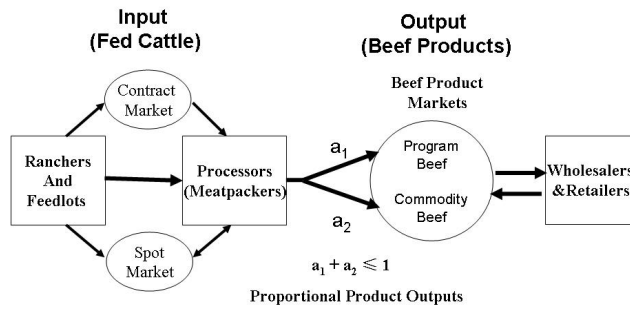 Input
(Fed Cattle)
Output
(Beef Products)
Contract
Market
Ranchers
And
Feedlots
Processors
(Meatpackers)
Spot
Market
a1
a2
Beef Product
Markets
Program
Beef
Commodity
Beef
Wholesalers
&Retailers
a1 + a2 ⩽ 1
Proportional Product Outputs